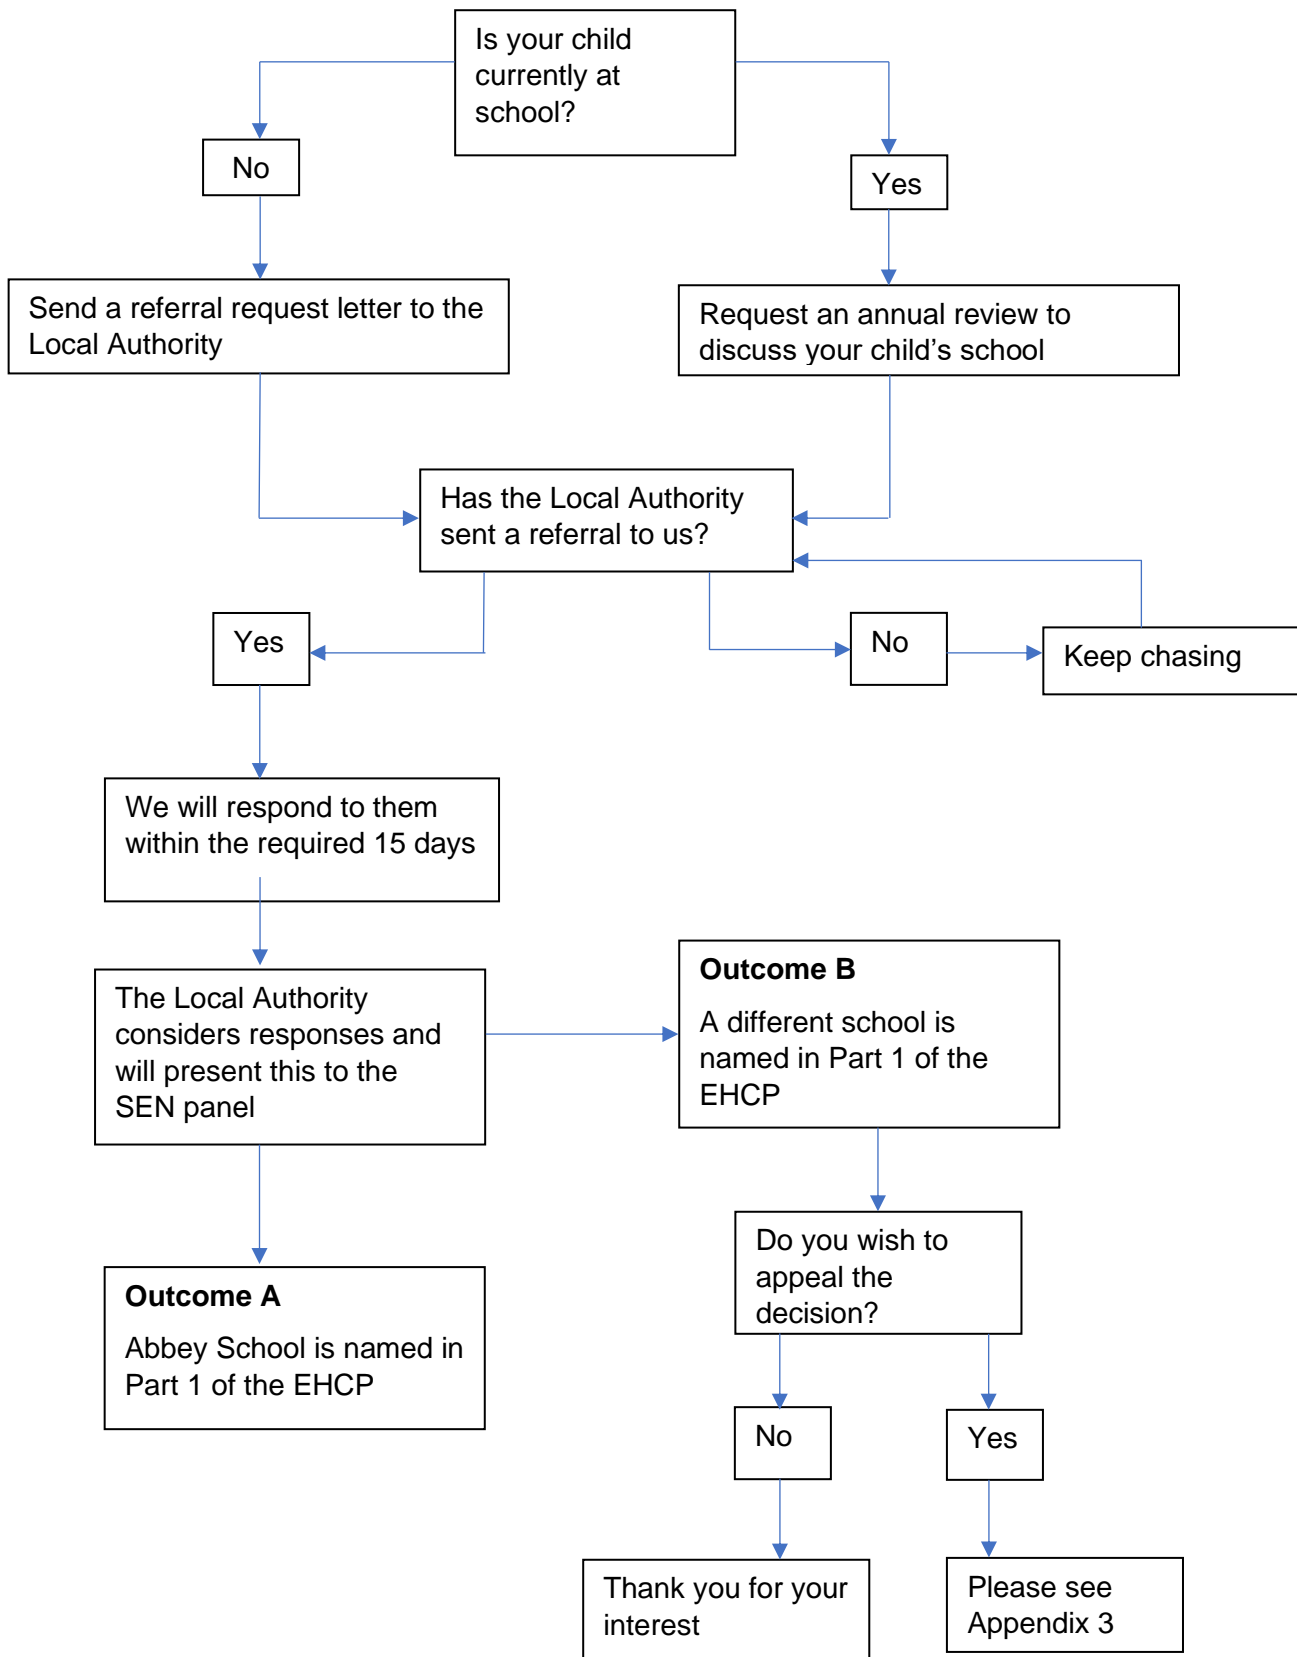 Is your child
currently at
school?
No
Yes
Send a referral request letter to the
Local Authority
Request an annual review to
discuss your child’s school
Has the Local Authority
sent a referral to us?
Yes
No
Keep chasing
We will respond to them
within the required 15 days
The Local Authority
considers responses and
will present this to the
SEN panel
Outcome B
A different school is
named in Part 1 of the
EHCP
Outcome A
Abbey School is named in
Part 1 of the EHCP
Do you wish to
appeal the
decision?
No
Yes
Thank you for your
interest
Please see
Appendix 3